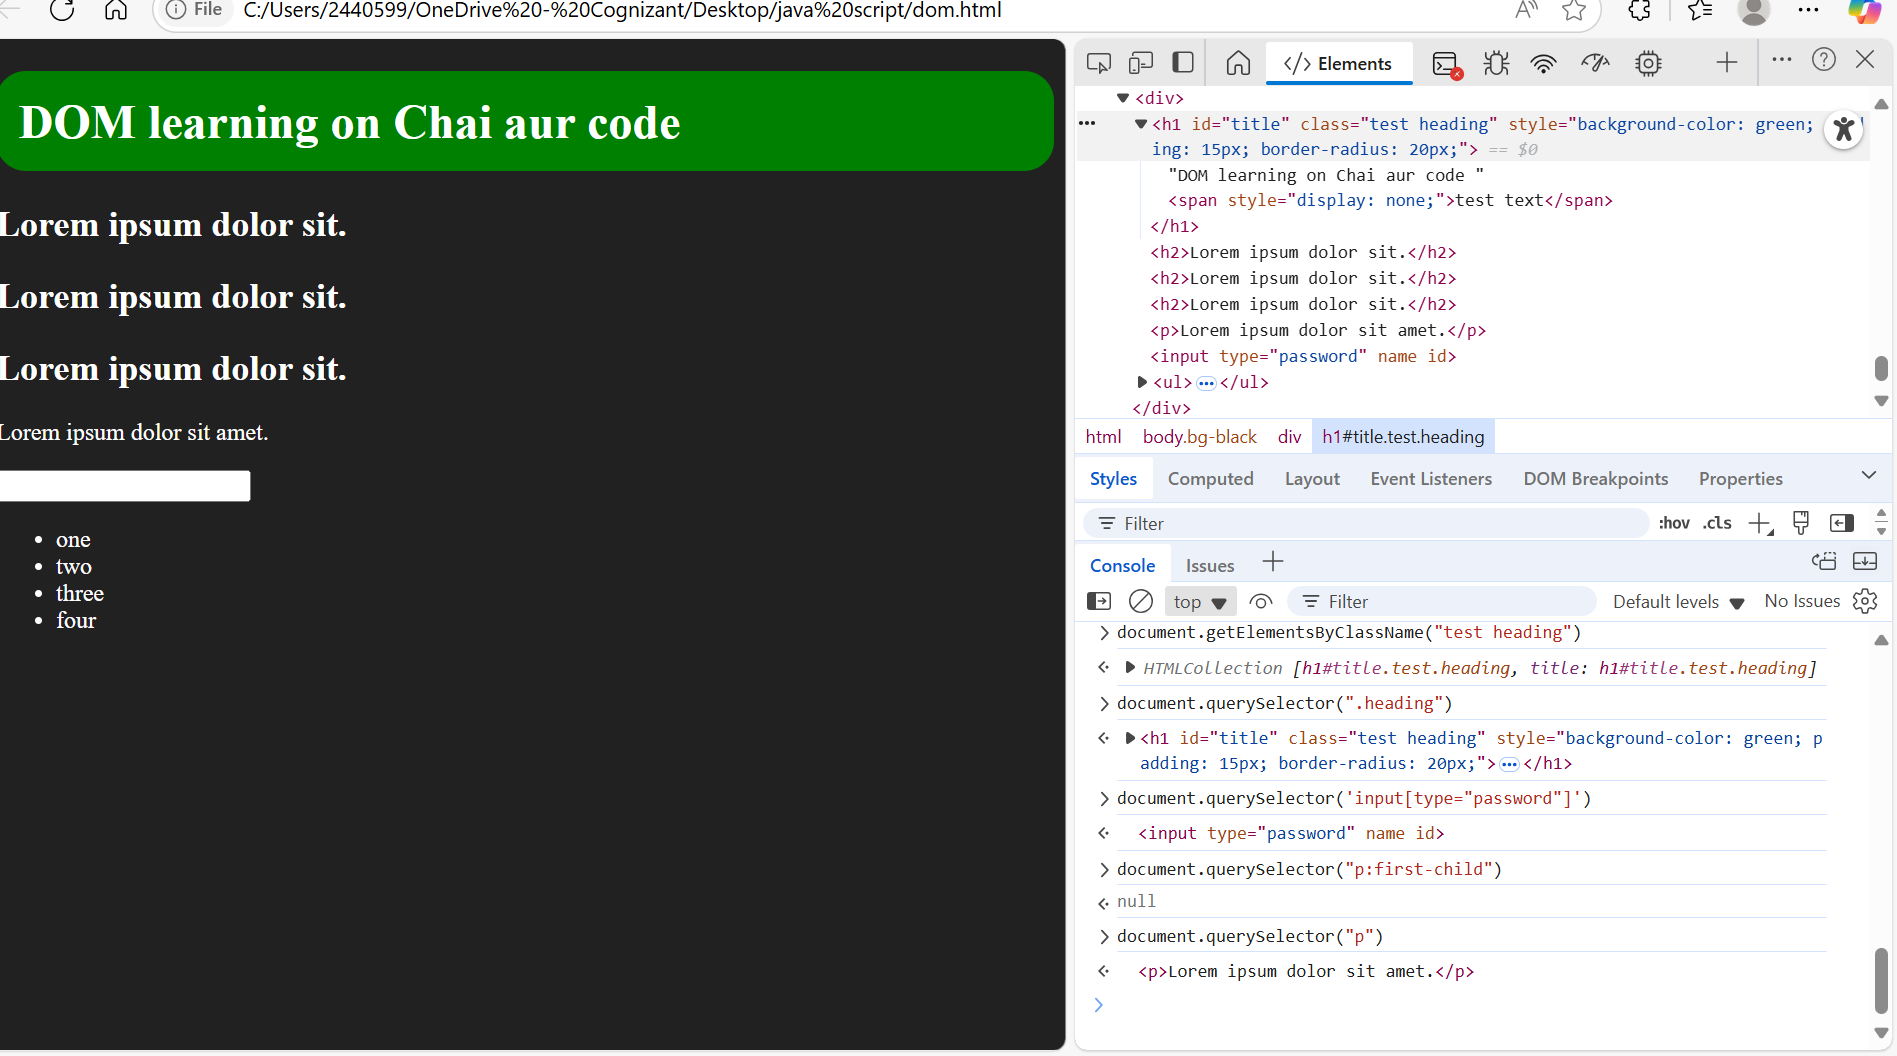 File C:/Users/2440599/OneDrive%20-%20Cognizant/Desktop/java%20script/dom.html
DOM learning on Chai aur code
Lorem ipsum dolor sit.
Lorem ipsum dolor sit.
Lorem ipsum dolor sit.
Lorem ipsum dolor sit amet.
one
two
three
four
Elements
<div>
<h1 id="title" class="test heading" style="background-color: green;
ing: 15px; border-radius: 20px;"> == $0
"DOM learning on Chai aur code "
<span style="display: none;">test text</span>
</h1>
<h2>Lorem ipsum dolor sit.</h2>
<h2>Lorem ipsum dolor sit.</h2>
<h2>Lorem ipsum dolor sit.</h2>
<p>Lorem ipsum dolor sit amet.</p>
<input type="password" name id>
<ul>…</ul>
</div>
html body.bg-black div h1#title.test.heading
Styles Computed Layout Event Listeners DOM Breakpoints Properties
Filter :hov .cls
Console Issues
top Filter Default levels No Issues
document.getElementsByClassName("test heading")
HTMLCollection [h1#title.test.heading, title: h1#title.test.heading]
document.querySelector(".heading")
<h1 id="title" class="test heading" style="background-color: green; p
adding: 15px; border-radius: 20px;">…</h1>
document.querySelector('input[type="password"]')
<input type="password" name id>
document.querySelector("p:first-child")
null
document.querySelector("p")
<p>Lorem ipsum dolor sit amet.</p>